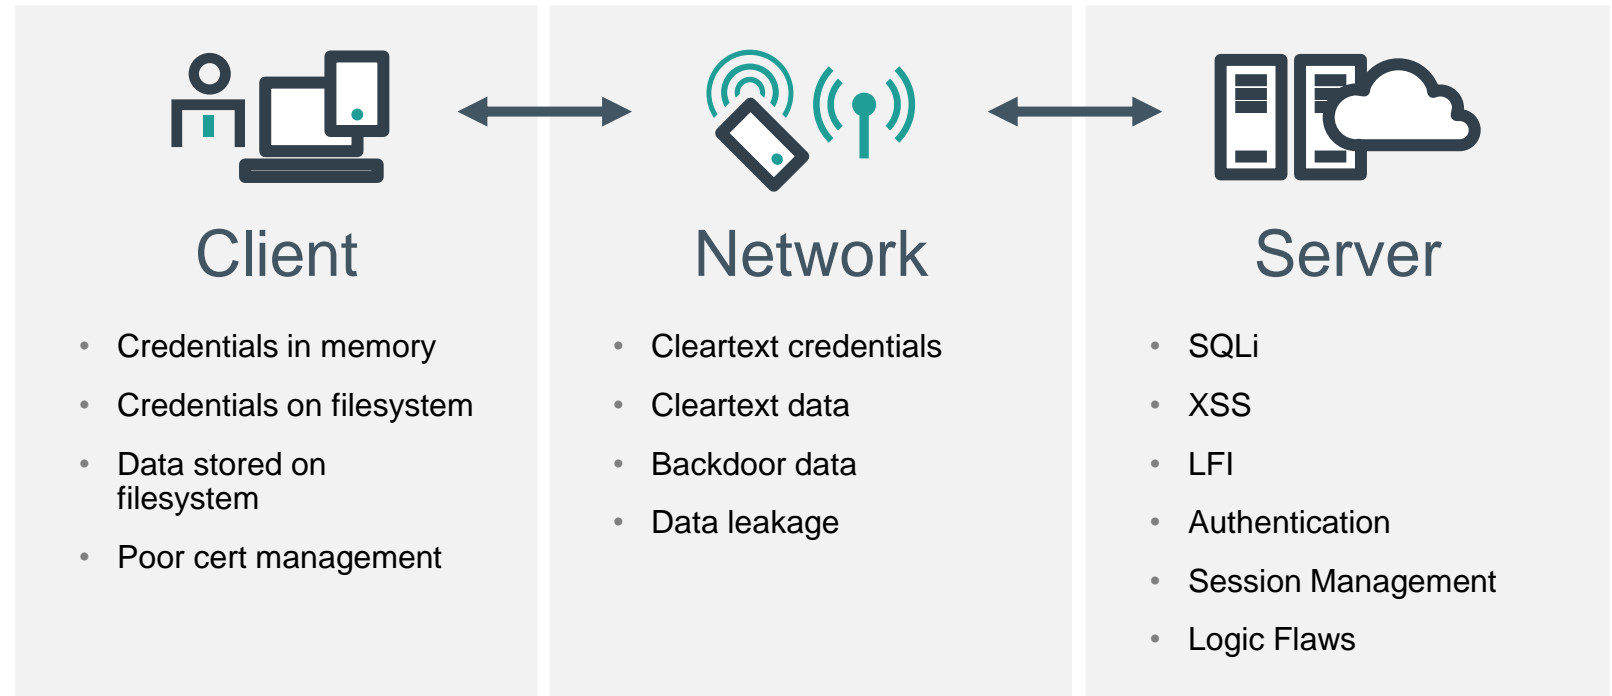 Client
• Credentials in memory
• Credentials on filesystem
• Data stored on
filesystem
• Poor cert management
Network
• Cleartext credentials
• Cleartext data
• Backdoor data
• Data leakage
Server
• SQLi
• XSS
• LFI
• Authentication
• Session Management
• Logic Flaws